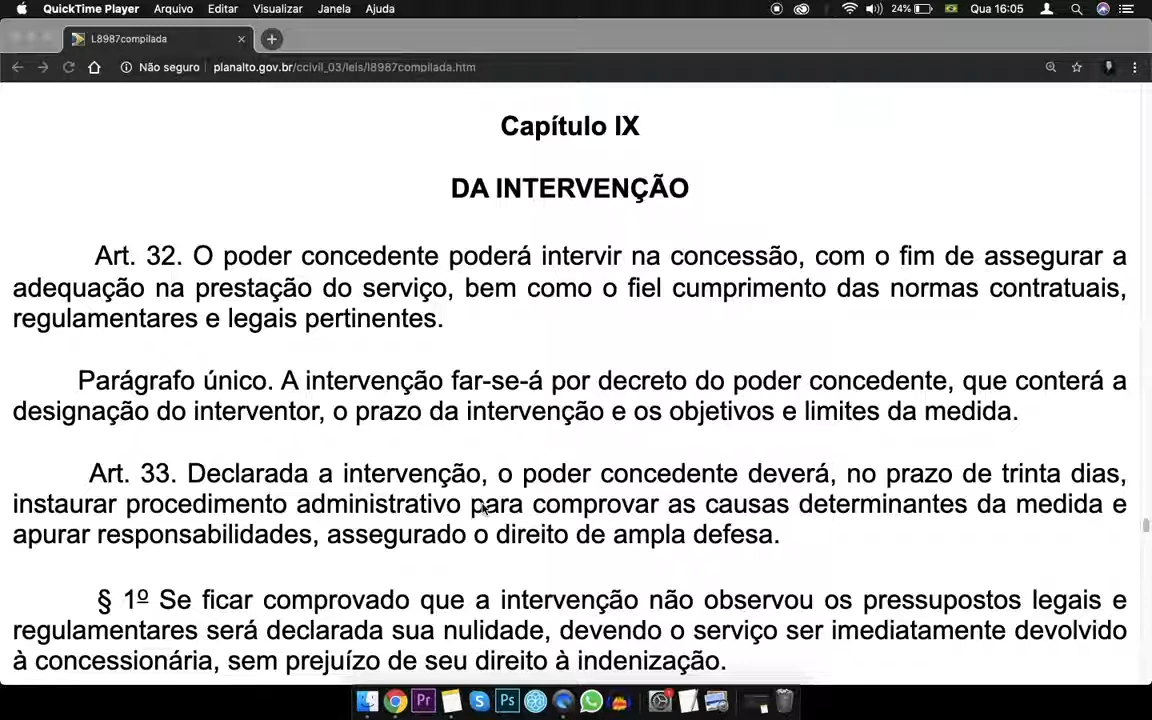 QuickTime Player Arquivo Editar Visualizar Janela Ajuda 24% Qua 16:05
L8987compilada
Não seguro planalto.gov.br/ccivil_03/leis/l8987compilada.htm
Capítulo IX
DA INTERVENÇÃO
Art. 32. O poder concedente poderá intervir na concessão, com o fim de assegurar a
adequação na prestação do serviço, bem como o fiel cumprimento das normas contratuais,
regulamentares e legais pertinentes.
Parágrafo único. A intervenção far-se-á por decreto do poder concedente, que conterá a
designação do interventor, o prazo da intervenção e os objetivos e limites da medida.
Art. 33. Declarada a intervenção, o poder concedente deverá, no prazo de trinta dias,
instaurar procedimento administrativo para comprovar as causas determinantes da medida e
apurar responsabilidades, assegurado o direito de ampla defesa.
§ 1º Se ficar comprovado que a intervenção não observou os pressupostos legais e
regulamentares será declarada sua nulidade, devendo o serviço ser imediatamente devolvido
à concessionária, sem prejuízo de seu direito à indenização.
Pr S Ps